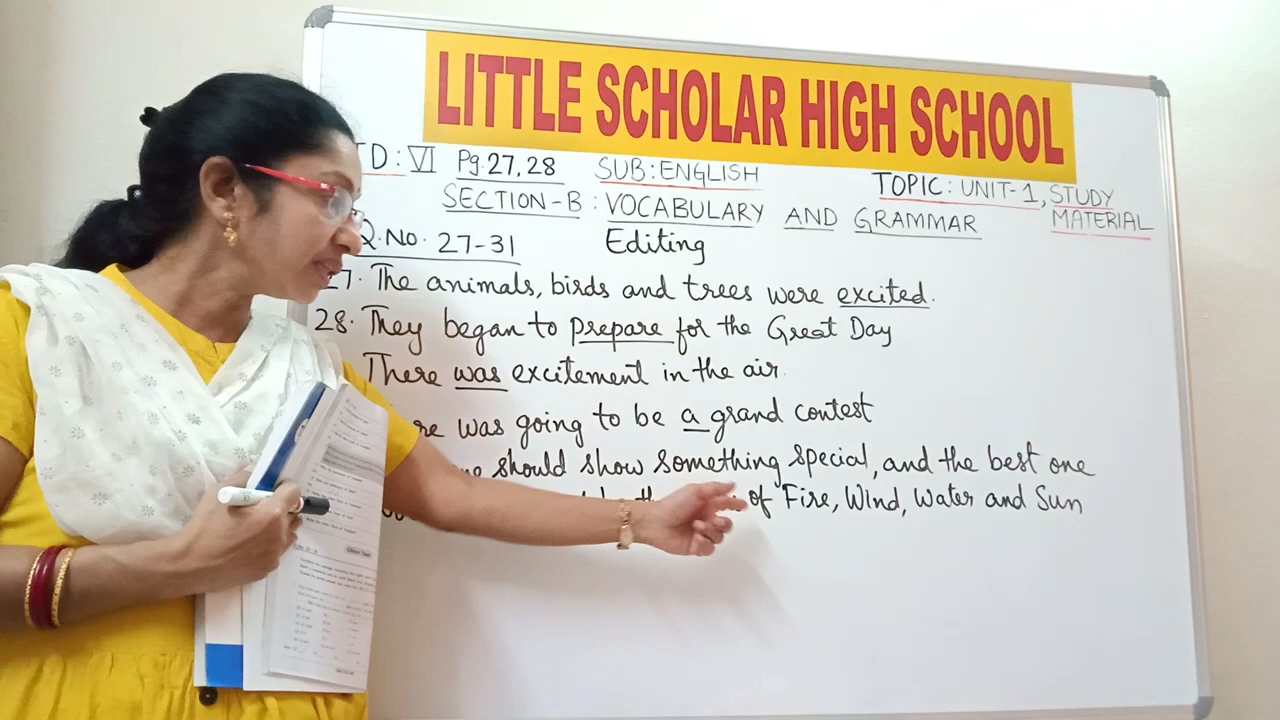 LITTLE SCHOLAR HIGH SCHOOL
TD: VI Pg. 27, 28 SUB: ENGLISH TOPIC: UNIT-1, STUDY MATERIAL
SECTION-B: VOCABULARY AND GRAMMAR
Q. No. 27-31 Editing
27. The animals, birds and trees were excited.
28. They began to prepare for the Great Day
There was excitement in the air.
re was going to be a grand contest
should show something special, and the best one
of Fire, Wind, Water and Sun